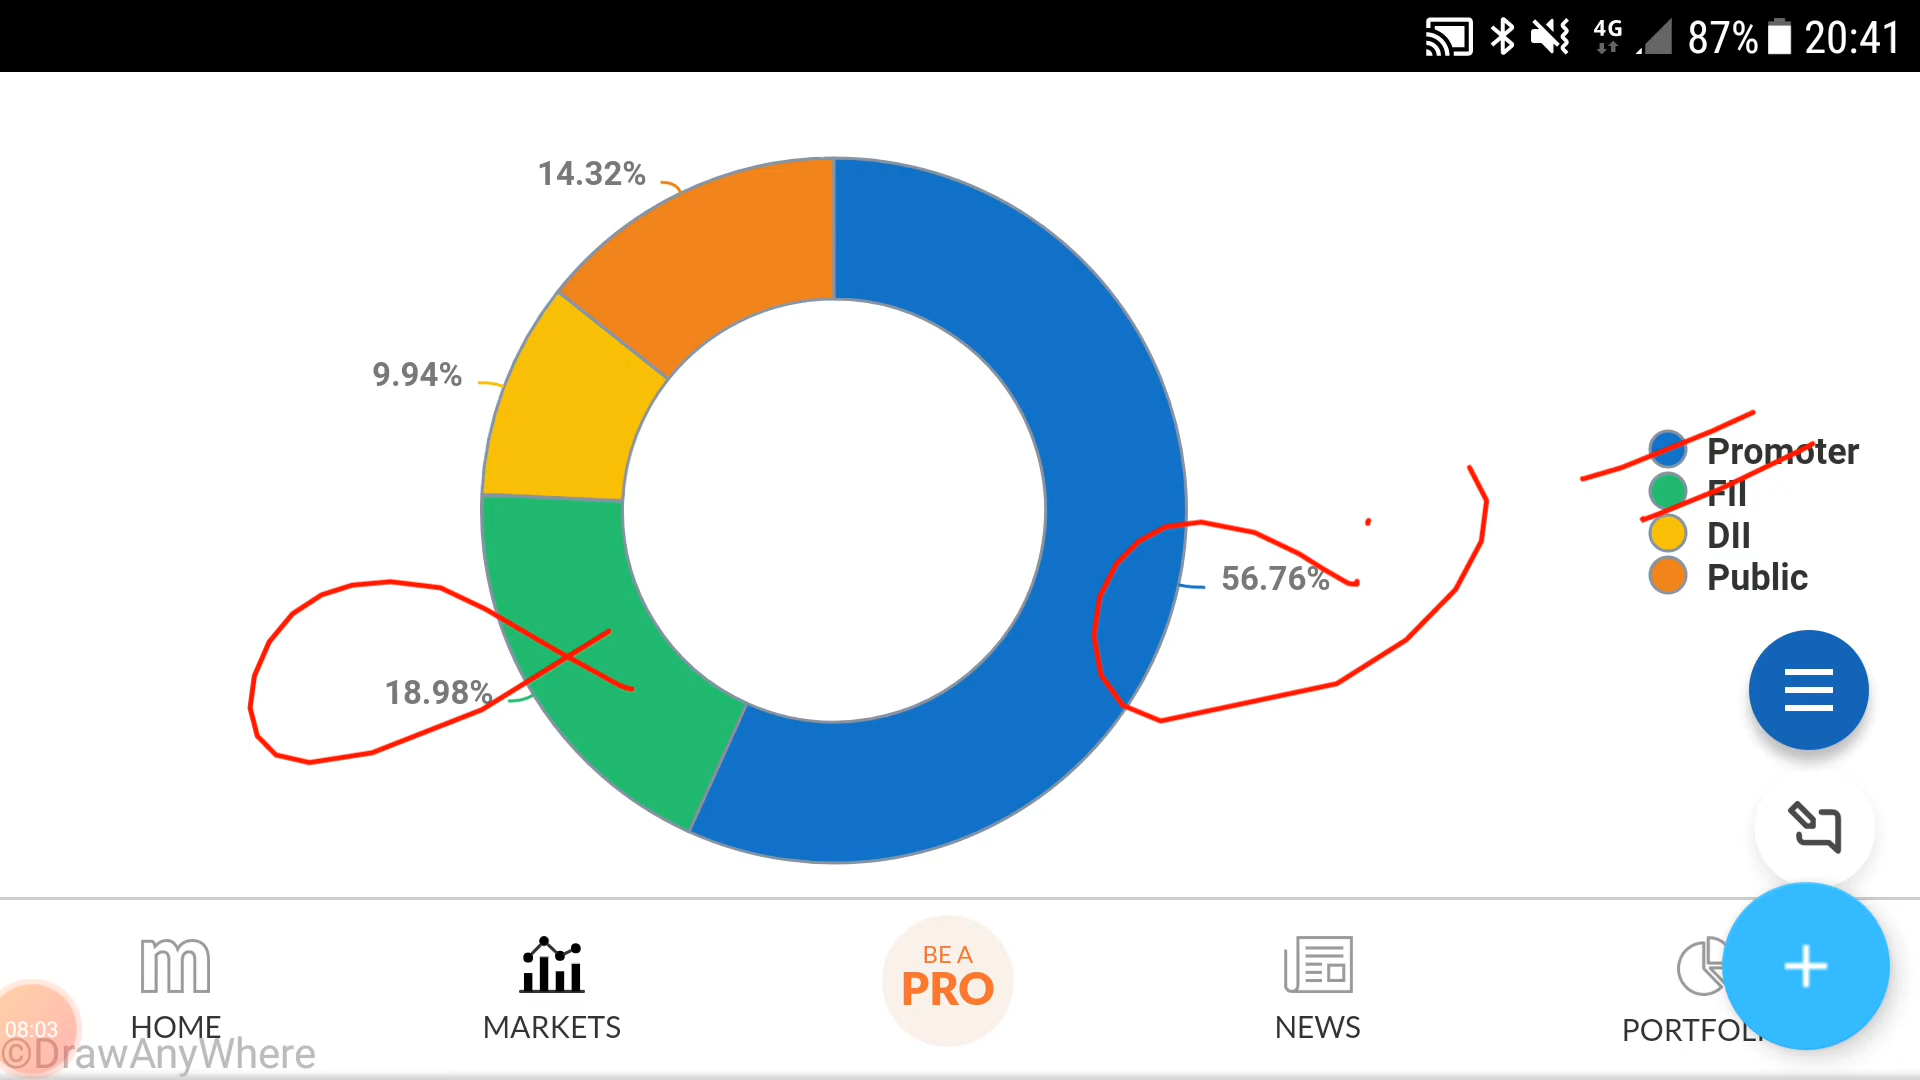 4G 87% 20:41
14.32%
9.94%
56.76%
18.98%
Promoter
FII
DII
Public
BE A
PRO
HOME
MARKETS
NEWS
PORTFOLI
08:03
©DrawAnyWhere